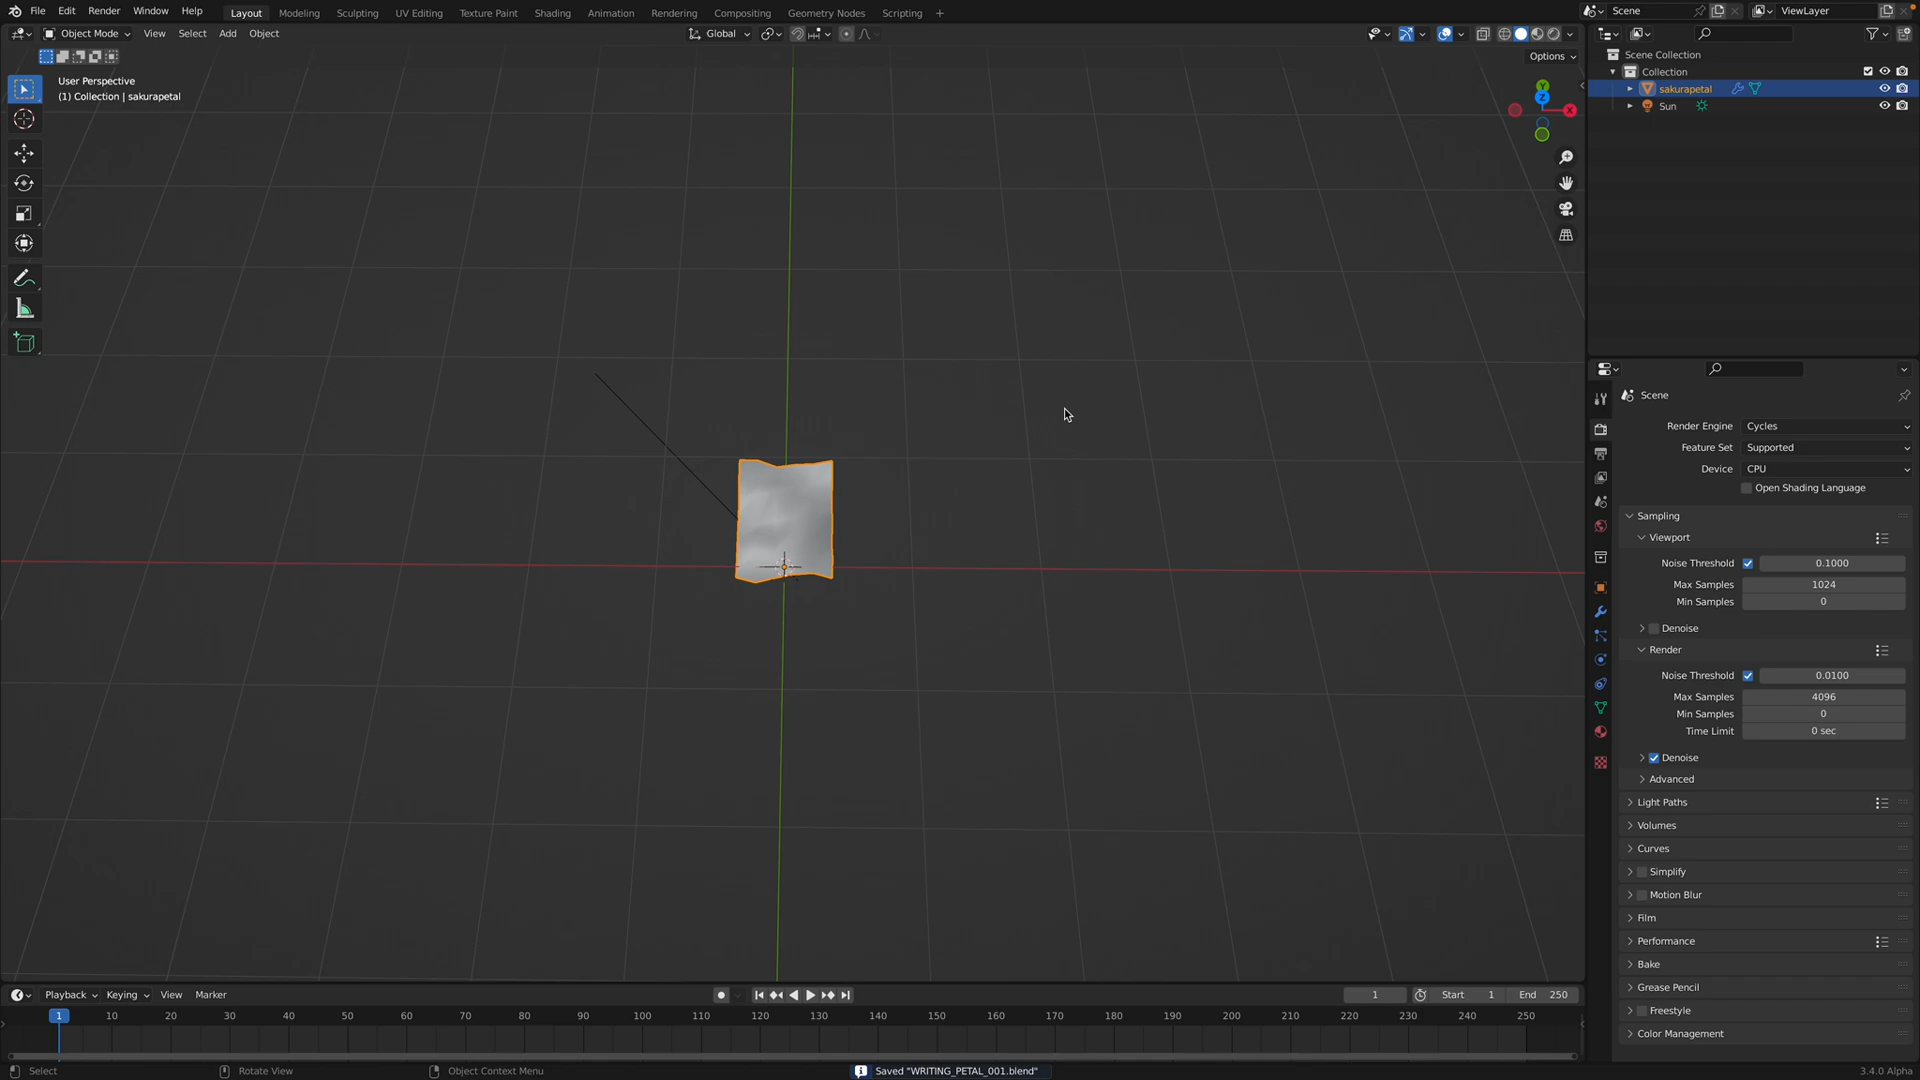 File Edit Render Window Help Layout Modeling Sculpting UV Editing Texture Paint Shading Animation Rendering Compositing Geometry Nodes Scripting + Scene ViewLayer
Object Mode View Select Add Object Global
Options
User Perspective
(1) Collection | sakurapetal
Y
Z
X
Scene Collection
Collection
sakurapetal
Sun
Scene
Render Engine Cycles
Feature Set Supported
Device CPU
Open Shading Language
Sampling
Viewport
Noise Threshold 0.1000
Max Samples 1024
Min Samples 0
Denoise
Render
Noise Threshold 0.0100
Max Samples 4096
Min Samples 0
Time Limit 0 sec
Denoise
Advanced
Light Paths
Volumes
Curves
Simplify
Motion Blur
Film
Performance
Bake
Grease Pencil
Freestyle
Color Management
Playback Keying View Marker 1 Start 1 End 250
1 10 20 30 40 50 60 70 80 90 100 110 120 130 140 150 160 170 180 190 200 210 220 230 240 250
Select Rotate View Object Context Menu Saved "WRITING_PETAL_001.blend" 3.4.0 Alpha